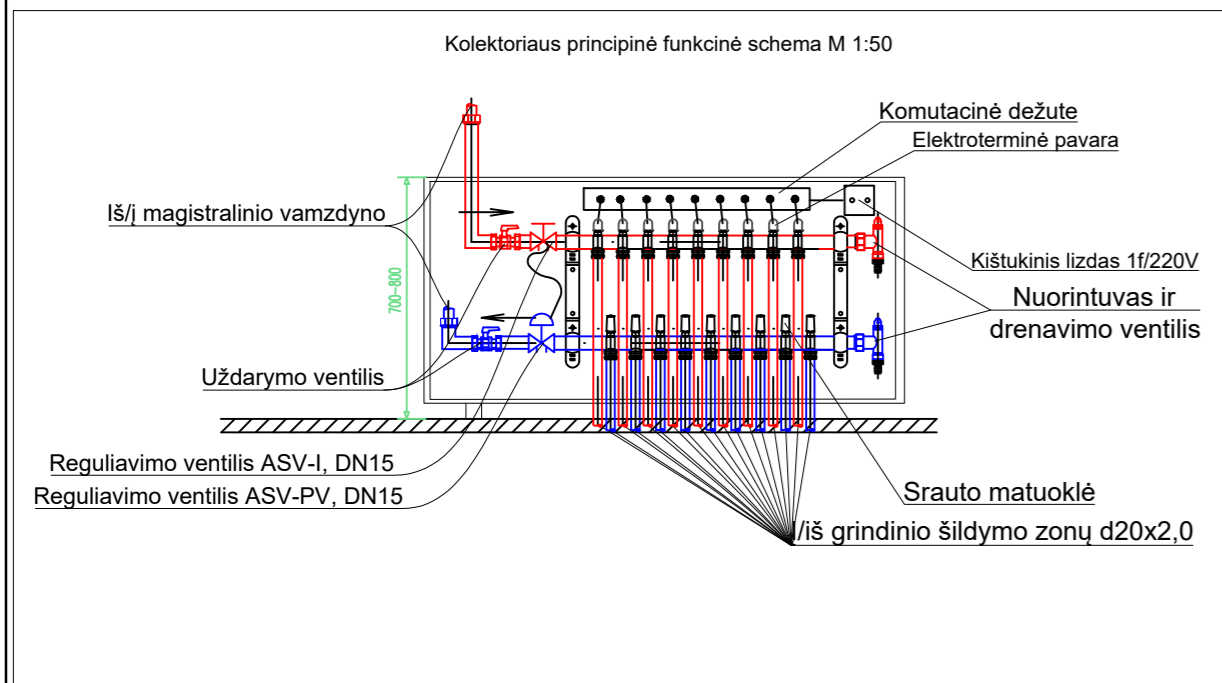 Kolektoriaus principinė funkcinė schema M 1:50
Komutacinė dežute
Elektroterminė pavara
Iš/į magistralinio vamzdyno
700-800
Kištukinis lizdas 1f/220V
Nuorintuvas ir
drenavimo ventilis
Uždarymo ventilis
Reguliavimo ventilis ASV-I, DN15
Reguliavimo ventilis ASV-PV, DN15
Srauto matuoklė
Į/iš grindinio šildymo zonų d20x2,0